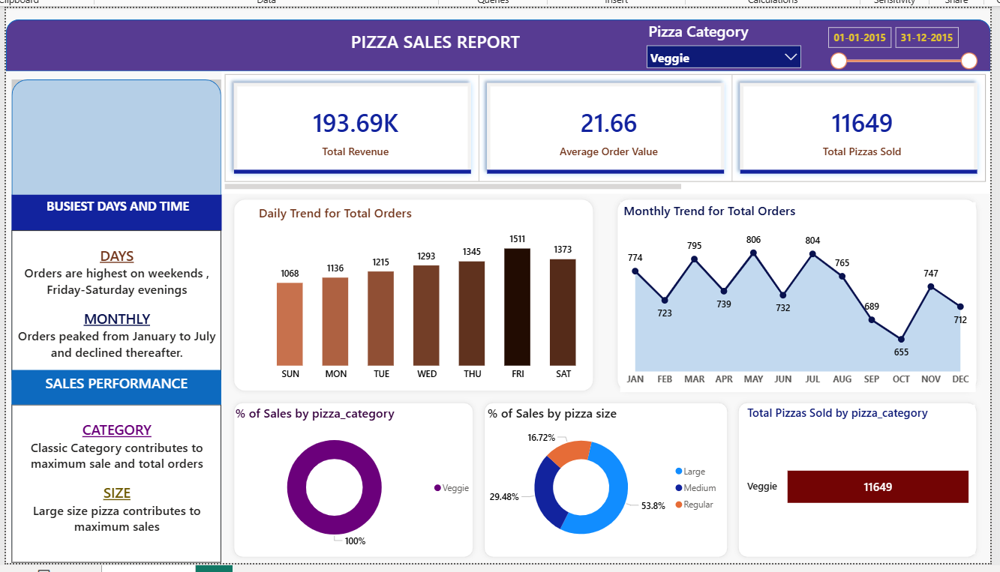 Clipboard
Data
Queries
Insert
Calculations
Sensitivity
Share
PIZZA SALES REPORT
Pizza Category
Veggie
01-01-2015
31-12-2015
193.69K
Total Revenue
21.66
Average Order Value
11649
Total Pizzas Sold
BUSIEST DAYS AND TIME
DAYS
Orders are highest on weekends ,
Friday-Saturday evenings
MONTHLY
Orders peaked from January to July
and declined thereafter.
SALES PERFORMANCE
CATEGORY
Classic Category contributes to
maximum sale and total orders
SIZE
Large size pizza contributes to
maximum sales
Daily Trend for Total Orders
1068
1136
1215
1293
1345
1511
1373
SUN
MON
TUE
WED
THU
FRI
SAT
Monthly Trend for Total Orders
774
723
795
739
806
732
804
765
689
655
747
712
JAN
FEB
MAR
APR
MAY
JUN
JUL
AUG
SEP
OCT
NOV
DEC
% of Sales by pizza_category
Veggie
100%
% of Sales by pizza size
16.72%
29.48%
53.8%
Large
Medium
Regular
Total Pizzas Sold by pizza_category
Veggie
11649